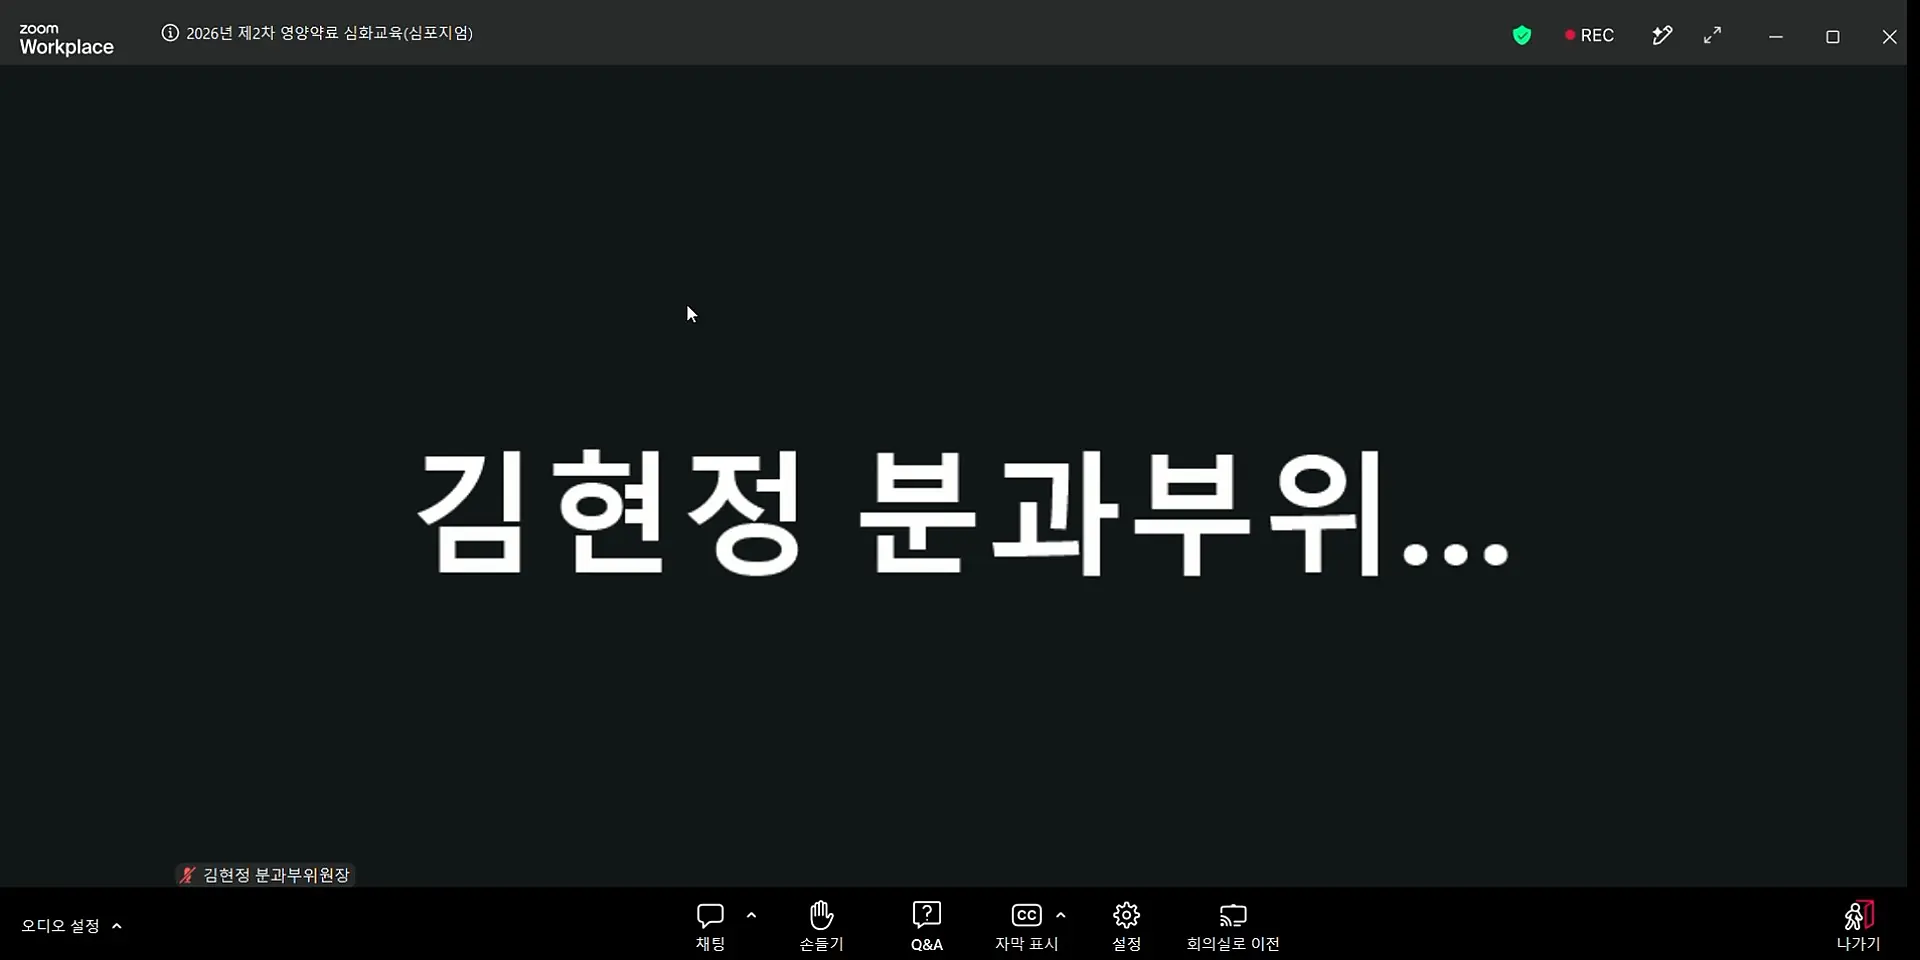 zoom
Workplace
2026년 제2차 영양약료 심화교육(심포지엄)
REC
김현정 분과부위...
김현정 분과부위원장
오디오 설정
채팅
손들기
Q&A
CC
자막 표시
설정
회의실로 이전
나가기